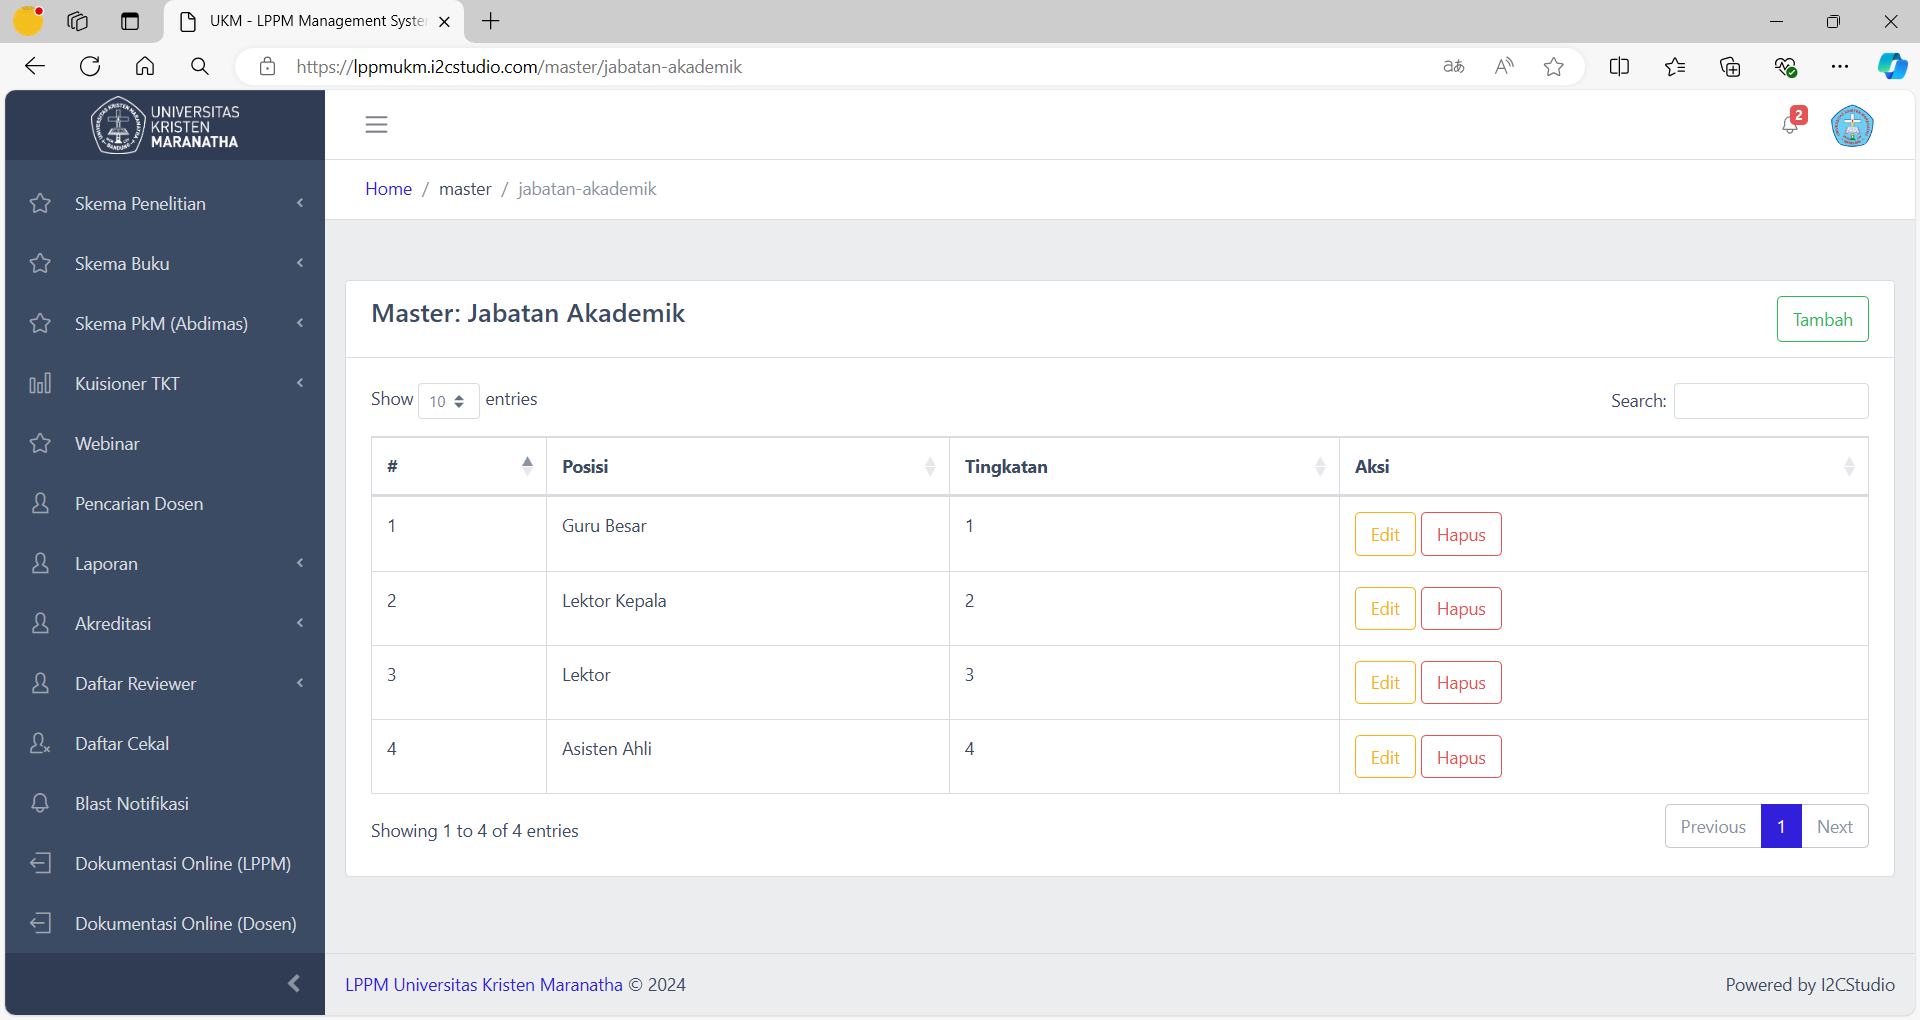 UKM - LPPM Management Syste
https://lppmukm.i2cstudio.com/master/jabatan-akademik
UNIVERSITAS
KRISTEN
MARANATHA
2
Home / master / jabatan-akademik
Skema Penelitian
Skema Buku
Skema PkM (Abdimas)
Kuisioner TKT
Webinar
Pencarian Dosen
Laporan
Akreditasi
Daftar Reviewer
Daftar Cekal
Blast Notifikasi
Dokumentasi Online (LPPM)
Dokumentasi Online (Dosen)
Master: Jabatan Akademik
Tambah
Show 10 entries
Search:
# Posisi Tingkatan Aksi
1 Guru Besar 1 Edit Hapus
2 Lektor Kepala 2 Edit Hapus
3 Lektor 3 Edit Hapus
4 Asisten Ahli 4 Edit Hapus
Showing 1 to 4 of 4 entries
Previous 1 Next
LPPM Universitas Kristen Maranatha © 2024
Powered by I2CStudio